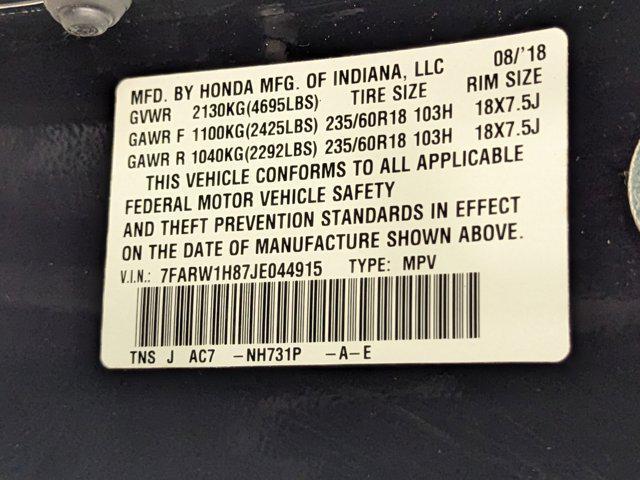 MFD. BY HONDA MFG. OF INDIANA, LLC 08/'18
GVWR 2130KG(4695LBS) TIRE SIZE RIM SIZE
GAWR F 1100KG(2425LBS) 235/60R18 103H 18X7.5J
GAWR R 1040KG(2292LBS) 235/60R18 103H 18X7.5J
THIS VEHICLE CONFORMS TO ALL APPLICABLE
FEDERAL MOTOR VEHICLE SAFETY
AND THEFT PREVENTION STANDARDS IN EFFECT
ON THE DATE OF MANUFACTURE SHOWN ABOVE.
V.I.N.: 7FARW1H87JE044915 TYPE: MPV
TNS J AC7 -NH731P -A-E